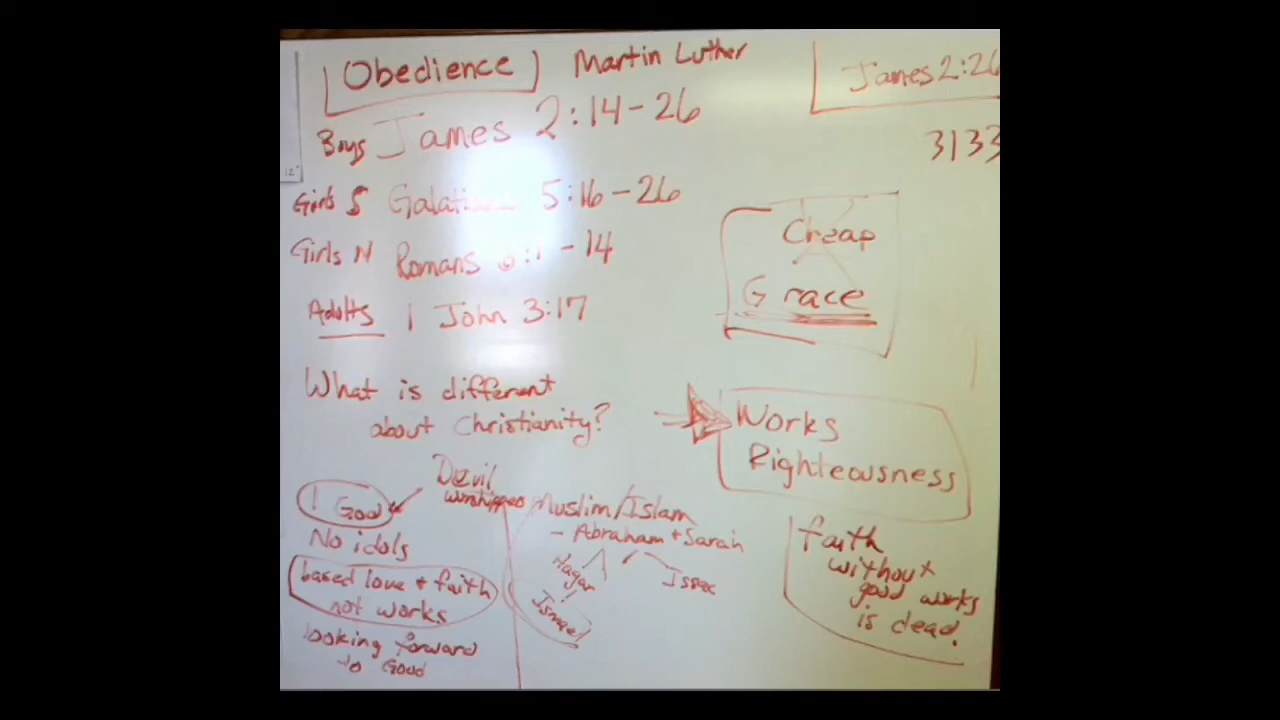 Obedience
Martin Luther
James 2:26
Boys James 2:14-26
3133
Girls S 5:16-26
Girls N Romans -14
Adults 1 John 3:17
Cheap
Grace
What is different
about Christianity?
Works
Righteousness
Devil
worshipped
1 God
No idols
based love + faith
not works
looking forward
to Good
Muslim/Islam
- Abraham + Sarah
Hagar
Ismael
faith
without
good works
is dead.